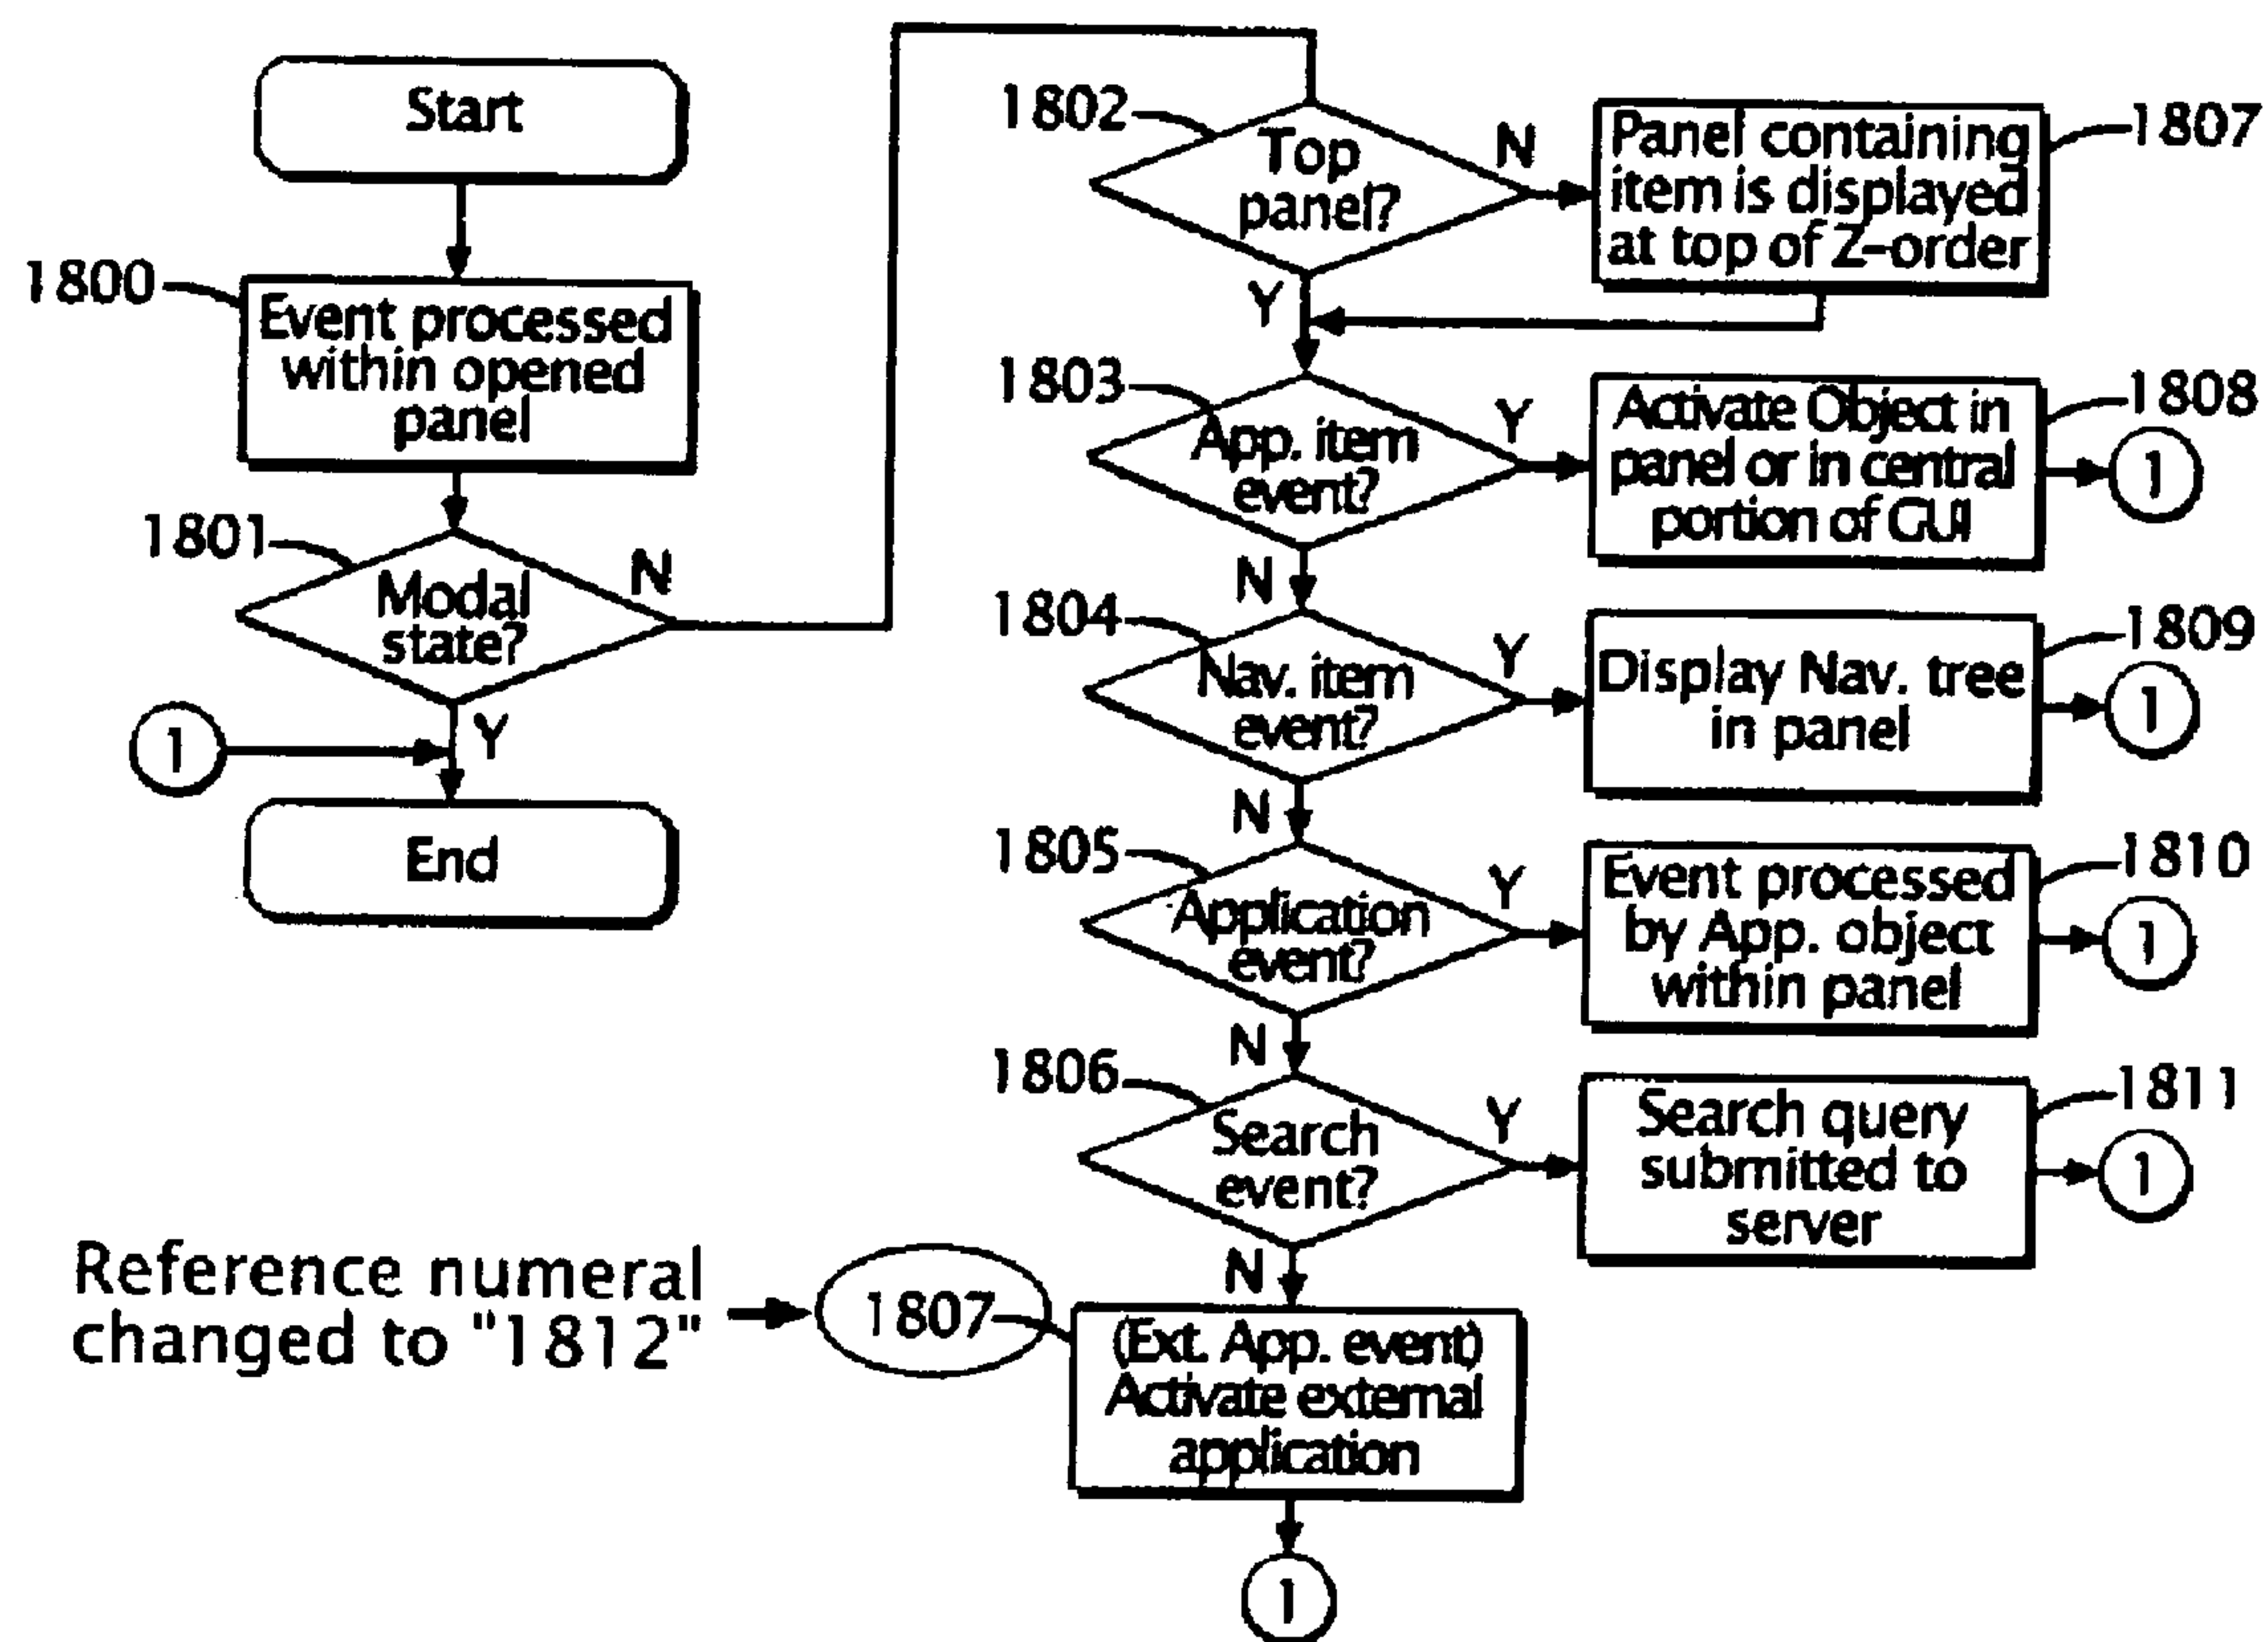 Start
1800
Event processed
within opened
panel
1801
Modal
state?
N
Y
1
End
1802
Top
panel?
N
Y
Panel containing
item is displayed
at top of Z-order
1807
1803
App. item
event?
Y
N
Activate Object in
panel or in central
portion of GUI
1808
1
1804
Nav. item
event?
Y
N
Display Nav. tree
in panel
1809
1
1805
Application
event?
Y
N
Event processed
by App. object
within panel
1810
1
1806
Search
event?
Y
N
Search query
submitted to
server
1811
1
Reference numeral
changed to "1812"
1807
(Ext. App. event)
Activate external
application
1